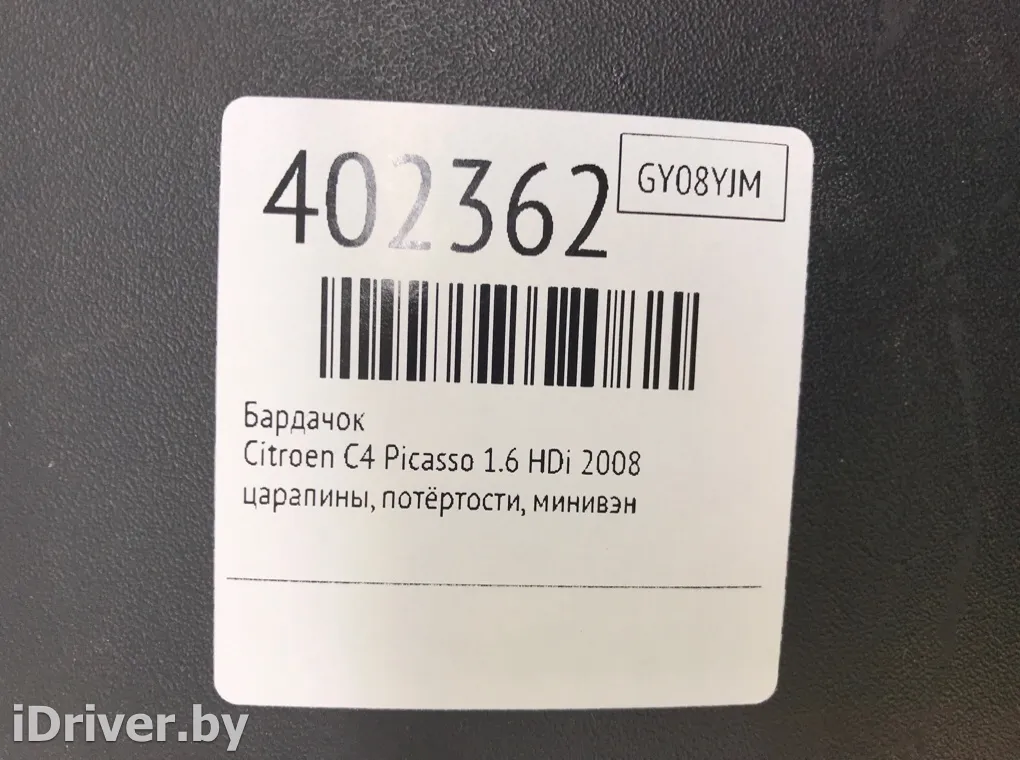 402362
GY08YJM
Бардачок
Citroen C4 Picasso 1.6 HDi 2008
царапины, потёртости, минивэн
iDriver.by